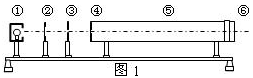 ① ② ③ ④ ⑤ ⑥
图 1